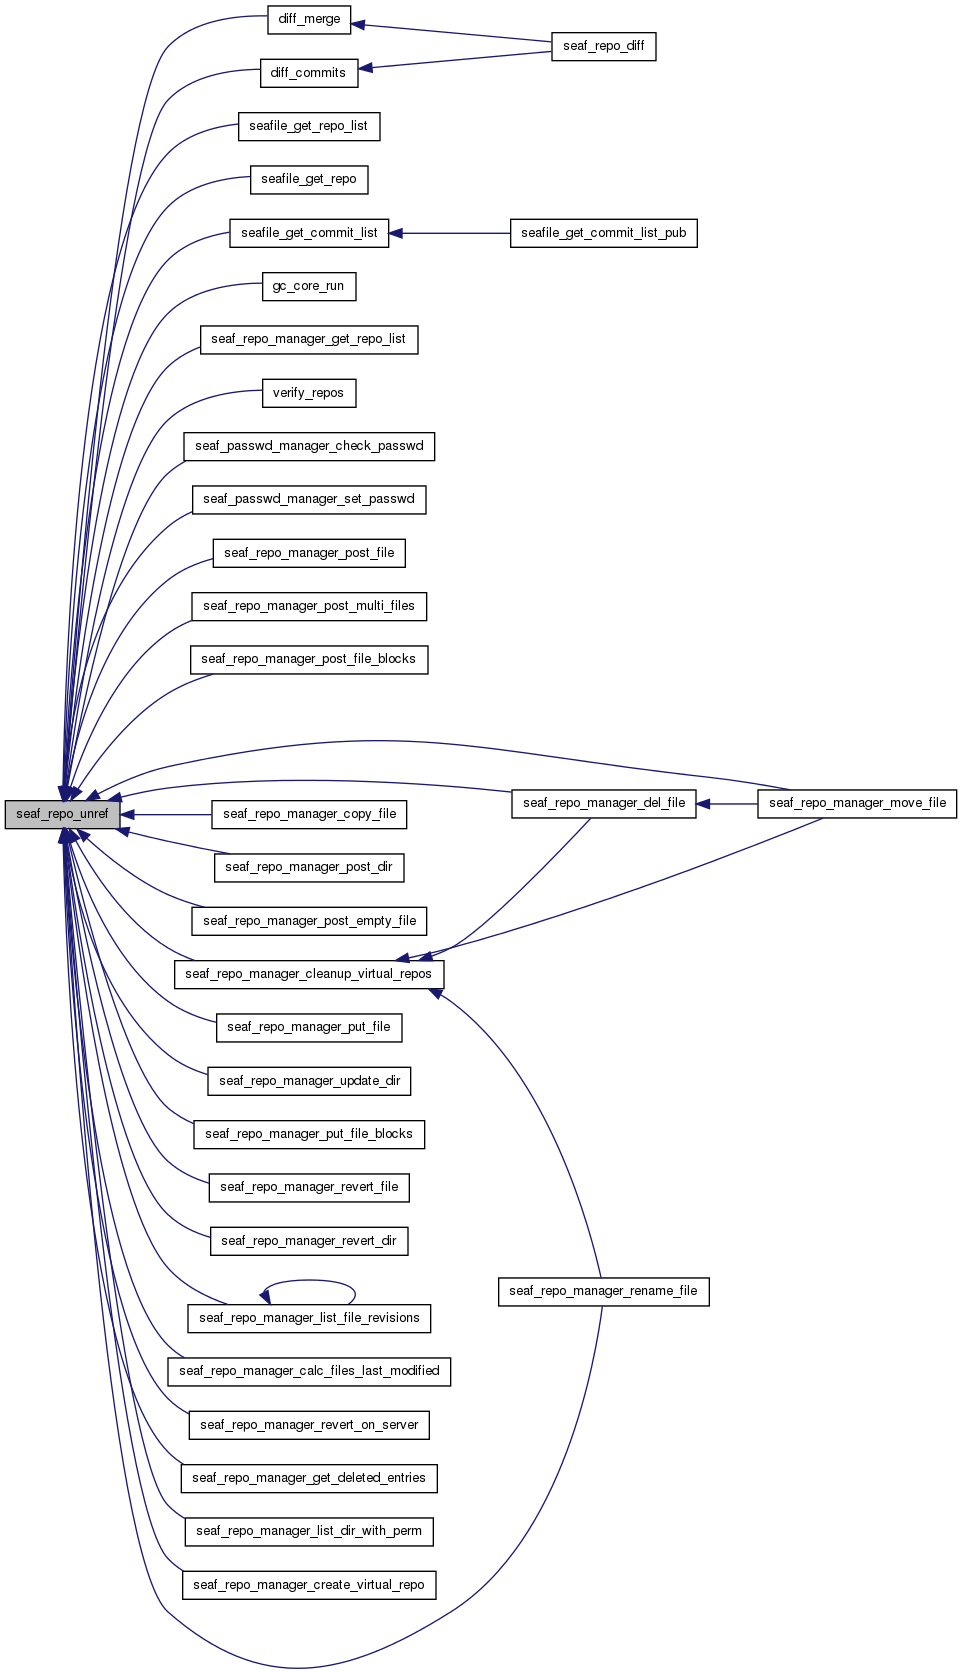 diff_merge
seaf_repo_diff
diff_commits
seafile_get_repo_list
seafile_get_repo
seafile_get_commit_list
seafile_get_commit_list_pub
gc_core_run
seaf_repo_manager_get_repo_list
verify_repos
seaf_passwd_manager_check_passwd
seaf_passwd_manager_set_passwd
seaf_repo_manager_post_file
seaf_repo_manager_post_multi_files
seaf_repo_manager_post_file_blocks
seaf_repo_manager_del_file
seaf_repo_manager_move_file
seaf_repo_unref
seaf_repo_manager_copy_file
seaf_repo_manager_post_dir
seaf_repo_manager_post_empty_file
seaf_repo_manager_cleanup_virtual_repos
seaf_repo_manager_put_file
seaf_repo_manager_update_dir
seaf_repo_manager_put_file_blocks
seaf_repo_manager_revert_file
seaf_repo_manager_revert_dir
seaf_repo_manager_rename_file
seaf_repo_manager_list_file_revisions
seaf_repo_manager_calc_files_last_modified
seaf_repo_manager_revert_on_server
seaf_repo_manager_get_deleted_entries
seaf_repo_manager_list_dir_with_perm
seaf_repo_manager_create_virtual_repo